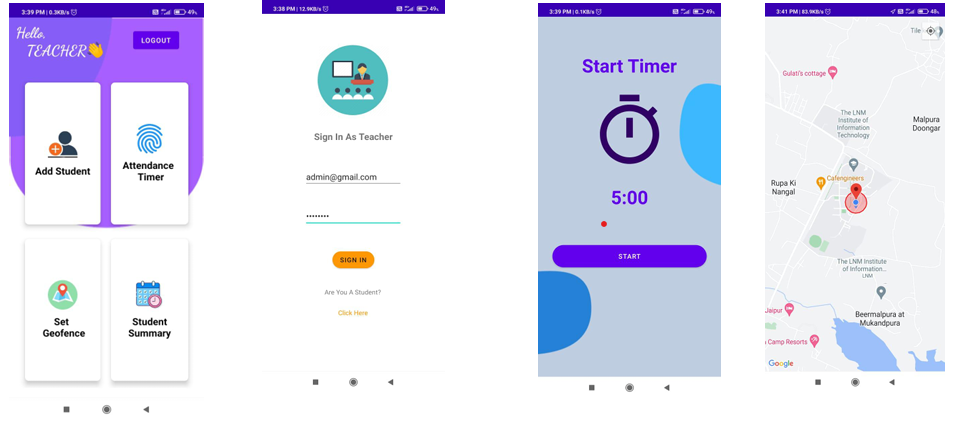 3:39 PM | 0.3KB/s
49%
Hello,
TEACHER👋
LOGOUT
Add Student
Attendance
Timer
Set
Geofence
Student
Summary
3:38 PM | 12.9KB/s
49%
Sign In As Teacher
admin@gmail.com
••••••••
SIGN IN
Are You A Student?
Click Here
3:39 PM | 0.1KB/s
49%
Start Timer
5:00
START
3:41 PM | 83.9KB/s
48%
Tile
Gulati's cottage
The LNM
Institute of
Information
Technology
Malpura
Doongar
Cafengineers
Rupa Ki
Nangal
The LNM Institute
of Information...
LNM
Jaipur
Beermalpura at
Mukandpura
Camp Resorts
Google